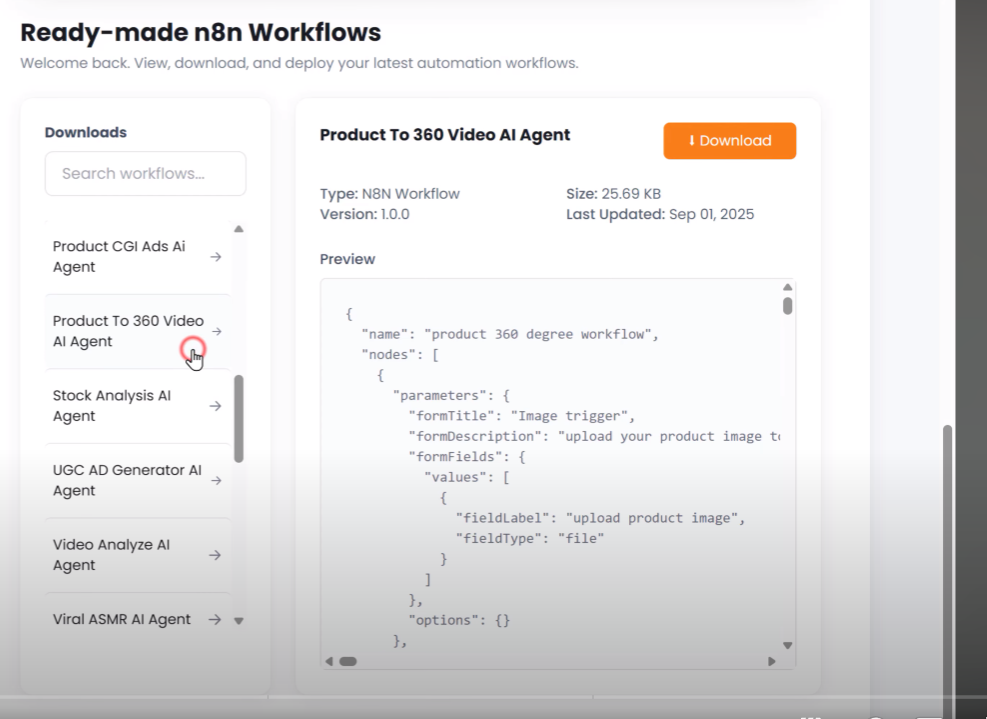 Ready-made n8n Workflows
Welcome back. View, download, and deploy your latest automation workflows.
Downloads
Search workflows...
Product CGI Ads Ai
Agent
Product To 360 Video
AI Agent
Stock Analysis AI
Agent
UGC AD Generator AI
Agent
Video Analyze AI
Agent
Viral ASMR AI Agent
Product To 360 Video AI Agent
Download
Type: N8N Workflow
Size: 25.69 KB
Version: 1.0.0
Last Updated: Sep 01, 2025
Preview
{
"name": "product 360 degree workflow",
"nodes": [
{
"parameters": {
"formTitle": "Image trigger",
"formDescription": "upload your product image to
"formFields": {
"values": [
{
"fieldLabel": "upload product image",
"fieldType": "file"
}
]
},
"options": {}
},